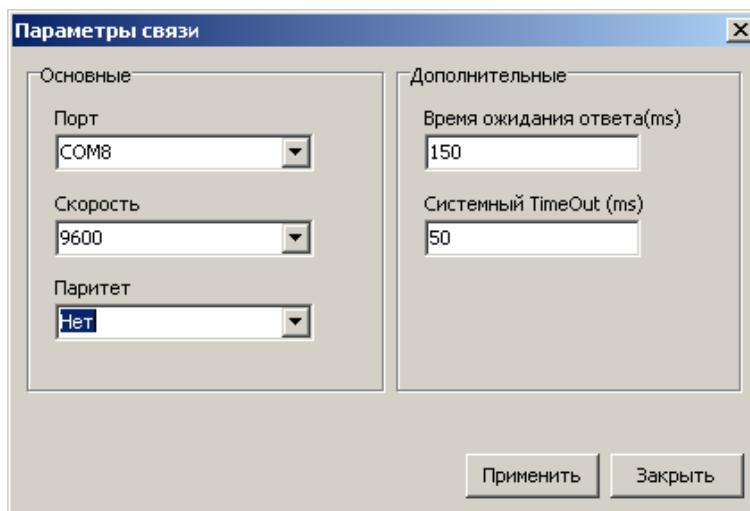 Параметры связи
Основные
Порт
COM8
Скорость
9600
Паритет
Нет
Дополнительные
Время ожидания ответа(ms)
150
Системный TimeOut (ms)
50
Применить
Закрыть